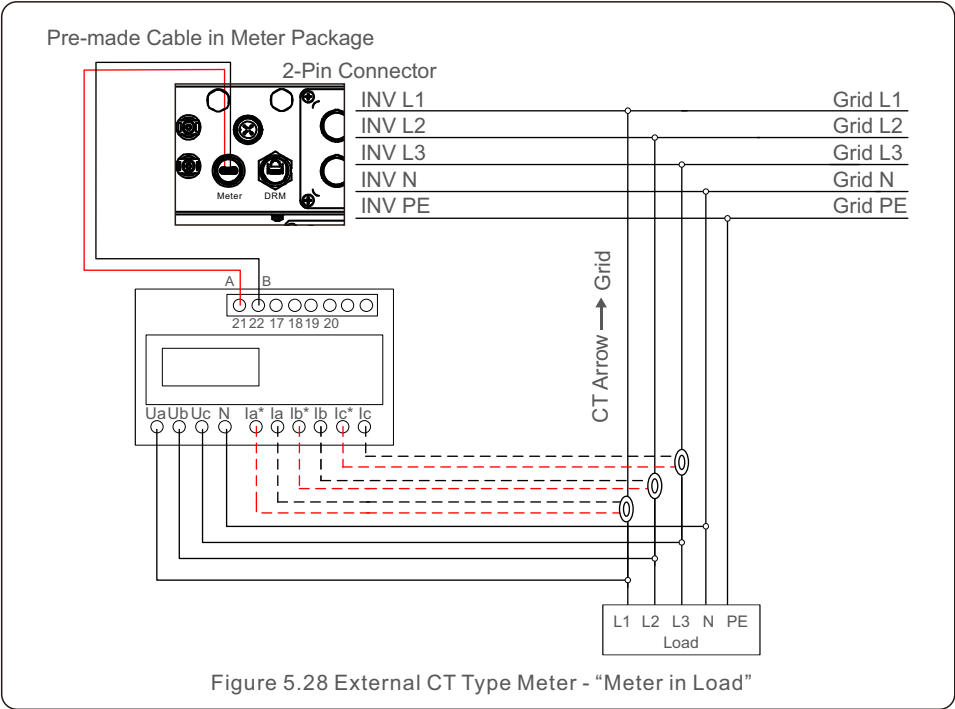 Pre-made Cable in Meter Package
2-Pin Connector
INV L1 Grid L1
INV L2 Grid L2
INV L3 Grid L3
INV N Grid N
INV PE Grid PE
Meter DRM
CT Arrow → Grid
A B
21 22 17 18 19 20
Ua Ub Uc N Ia* Ia Ib* Ib Ic* Ic
L1 L2 L3 N PE
Load
Figure 5.28 External CT Type Meter - “Meter in Load”